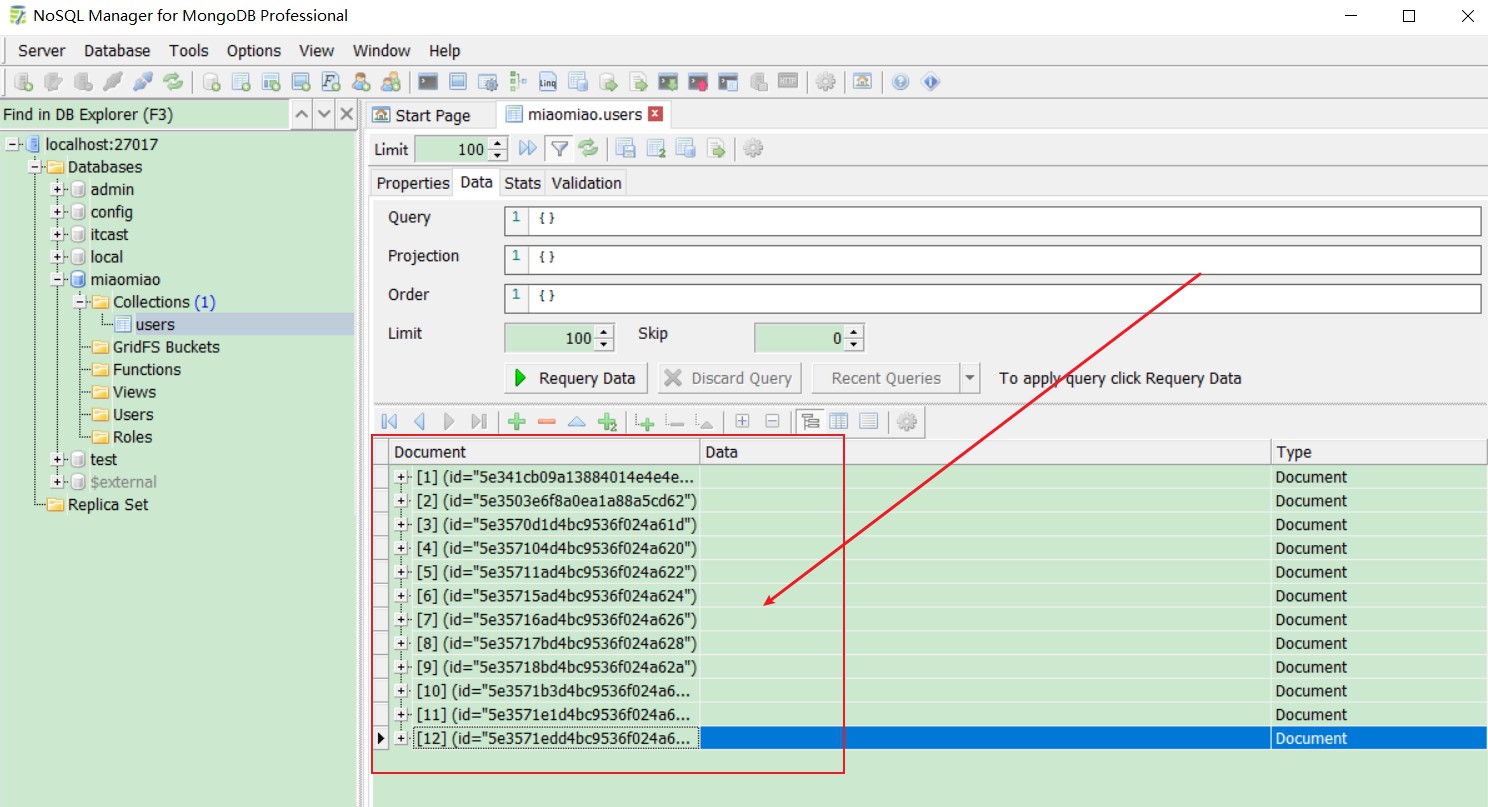 NoSQL Manager for MongoDB Professional
Server Database Tools Options View Window Help
Find in DB Explorer (F3)
localhost:27017
Databases
admin
config
itcast
local
miaomiao
Collections (1)
users
GridFS Buckets
Functions
Views
Users
Roles
test
$external
Replica Set
Start Page miaomiao.users
Limit 100
Properties Data Stats Validation
Query 1 {}
Projection 1 {}
Order 1 {}
Limit 100 Skip 0
Requery Data Discard Query Recent Queries To apply query click Requery Data
Document Data Type
[1] (id="5e341cb09a13884014e4e4e... Document
[2] (id="5e3503e6f8a0ea1a88a5cd62") Document
[3] (id="5e3570d1d4bc9536f024a61d") Document
[4] (id="5e357104d4bc9536f024a620") Document
[5] (id="5e35711ad4bc9536f024a622") Document
[6] (id="5e35715ad4bc9536f024a624") Document
[7] (id="5e35716ad4bc9536f024a626") Document
[8] (id="5e35717bd4bc9536f024a628") Document
[9] (id="5e35718bd4bc9536f024a62a") Document
[10] (id="5e3571b3d4bc9536f024a6... Document
[11] (id="5e3571e1d4bc9536f024a6... Document
[12] (id="5e3571edd4bc9536f024a6... Document